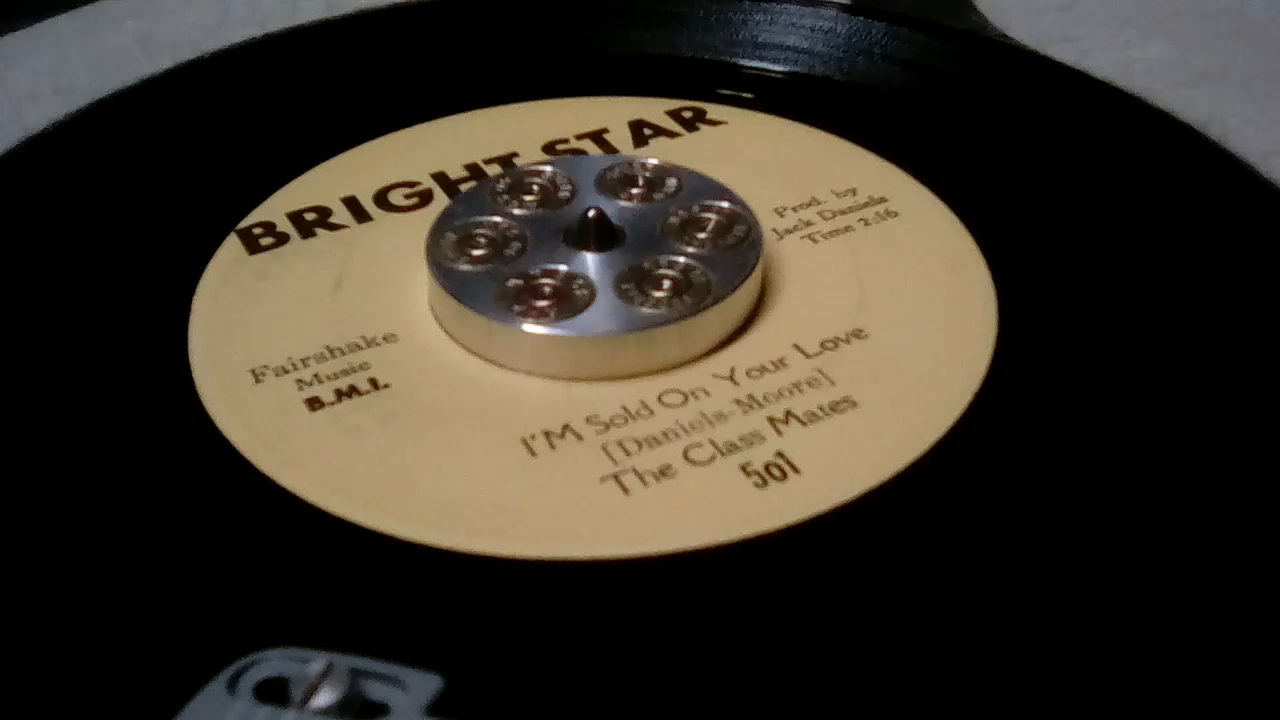 BRIGHT STAR
Prod. by
Jack Daniels
Time 2:16
Fairshake
Music
B.M.I.
I'M Sold On Your Love
[Daniels-Moore]
The Class Mates
501